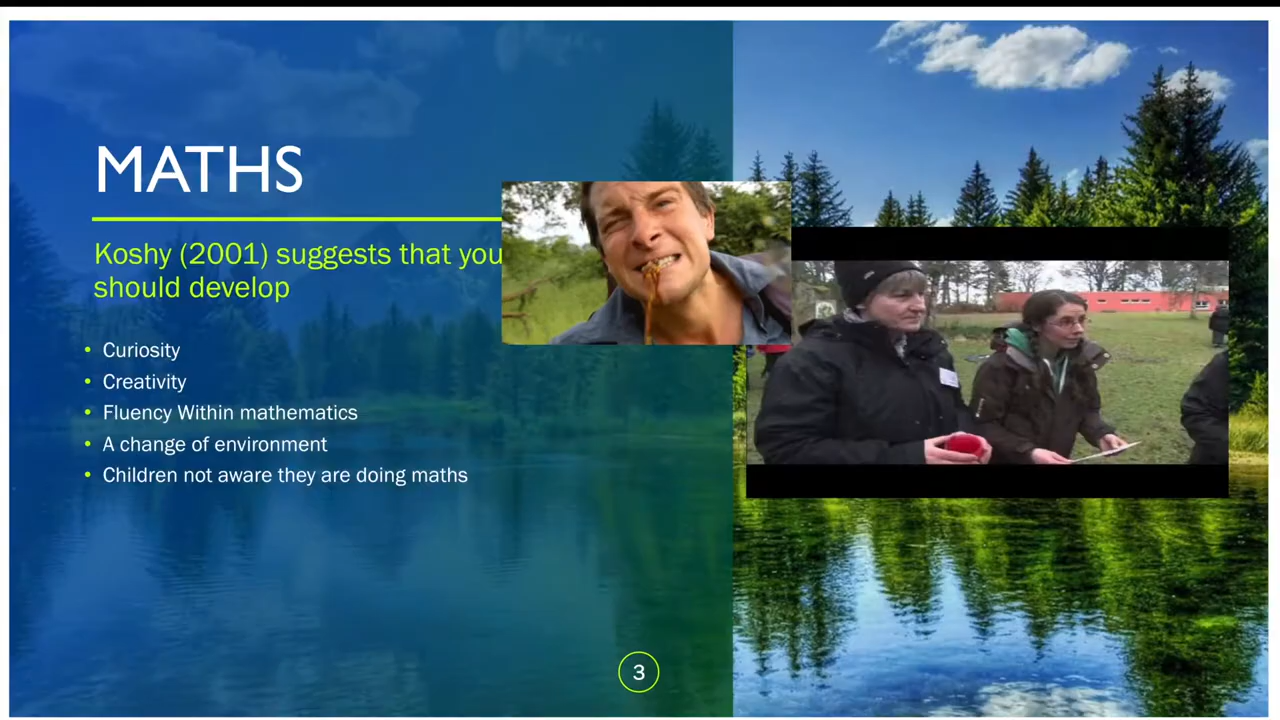 MATHS
Koshy (2001) suggests that you
should develop
• Curiosity
• Creativity
• Fluency Within mathematics
• A change of environment
• Children not aware they are doing maths
3